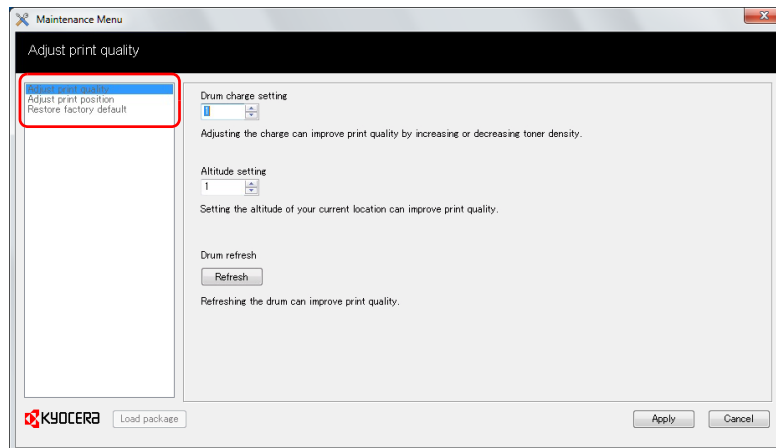 Maintenance Menu
Adjust print quality
Adjust print quality
Adjust print position
Restore factory default
Drum charge setting
1
Adjusting the charge can improve print quality by increasing or decreasing toner density.
Altitude setting
1
Setting the altitude of your current location can improve print quality.
Drum refresh
Refresh
Refreshing the drum can improve print quality.
KYOCERA Load package Apply Cancel